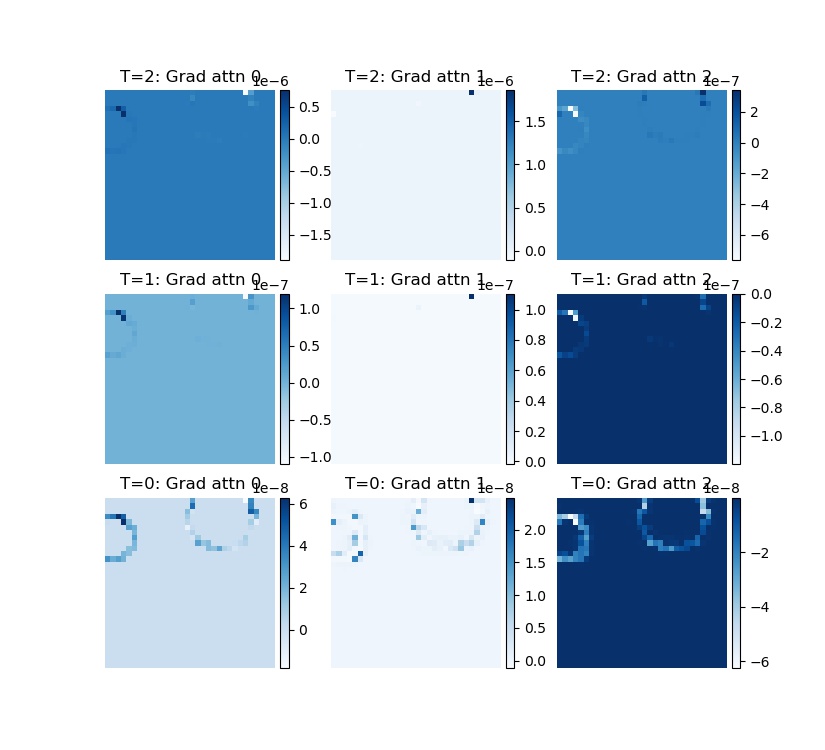 T=2: Grad attn 0
1e−6
T=2: Grad attn 1
1e−6
T=2: Grad attn 2
1e−7
0.5
0.0
−0.5
−1.0
−1.5
1.5
1.0
0.5
0.0
2
0
−2
−4
−6
T=1: Grad attn 0
1e−7
T=1: Grad attn 1
1e−7
T=1: Grad attn 2
1e−7
1.0
0.5
0.0
−0.5
−1.0
1.0
0.8
0.6
0.4
0.2
0.0
0.0
−0.2
−0.4
−0.6
−0.8
−1.0
T=0: Grad attn 0
1e−8
T=0: Grad attn 1
1e−8
T=0: Grad attn 2
1e−8
6
4
2
0
2.0
1.5
1.0
0.5
0.0
−2
−4
−6